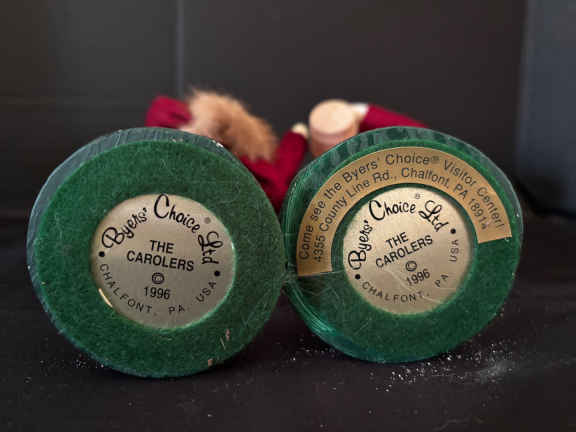 Byers' Choice Ltd ®
THE
CAROLERS
©
1996
• CHALFONT, PA. USA •
Come see the Byers' Choice® Visitor Center!
4355 County Line Rd., Chalfont, PA 18914
Byers' Choice Ltd ®
THE
CAROLERS
©
1996
• CHALFONT, PA. USA •